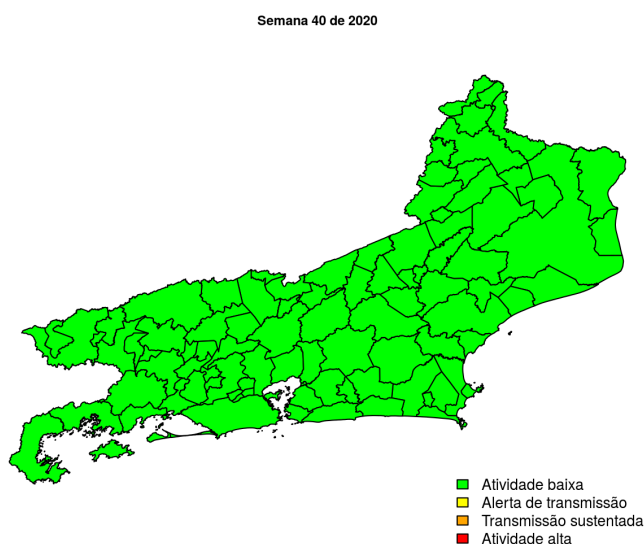 Semana 40 de 2020
Atividade baixa
Alerta de transmissão
Transmissão sustentada
Atividade alta